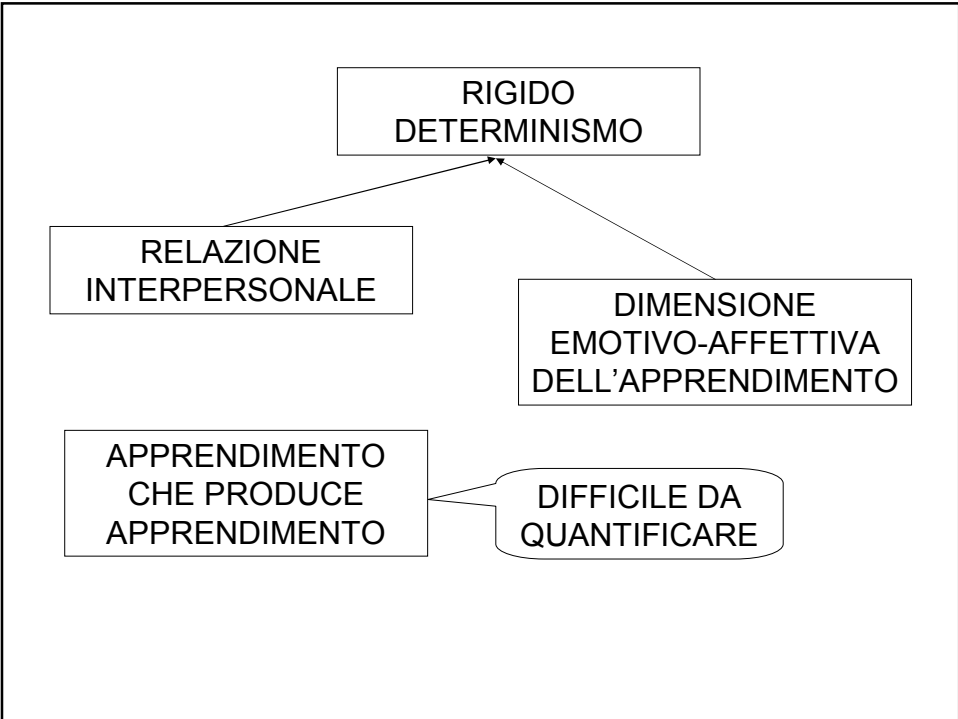 RIGIDO
DETERMINISMO
RELAZIONE
INTERPERSONALE
DIMENSIONE
EMOTIVO-AFFETTIVA
DELL’APPRENDIMENTO
APPRENDIMENTO
CHE PRODUCE
APPRENDIMENTO
DIFFICILE DA
QUANTIFICARE